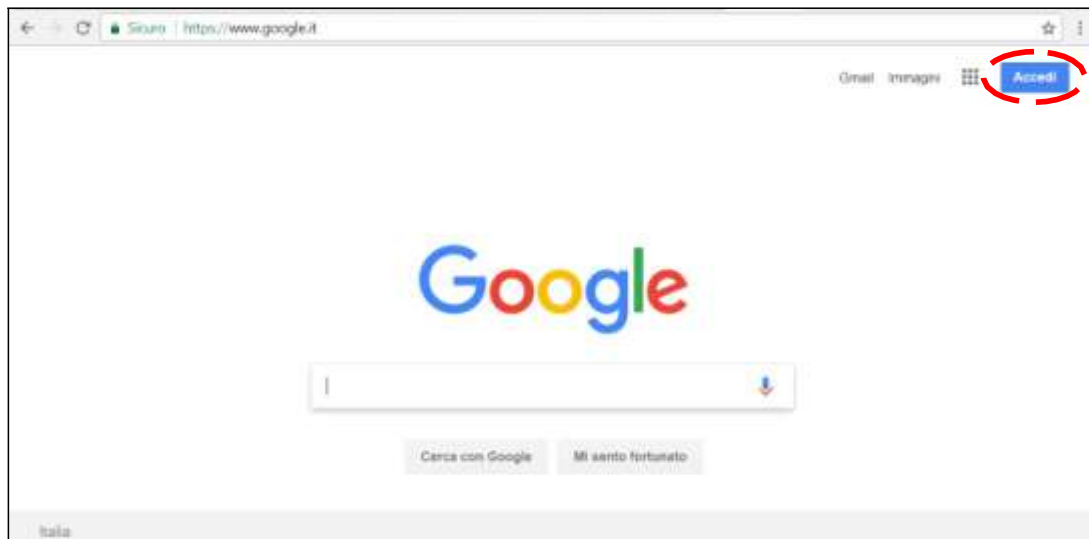 Sicuro | https://www.google.it
Gmail Immagini Accedi
Google
Cerca con Google Mi sento fortunato
Italia